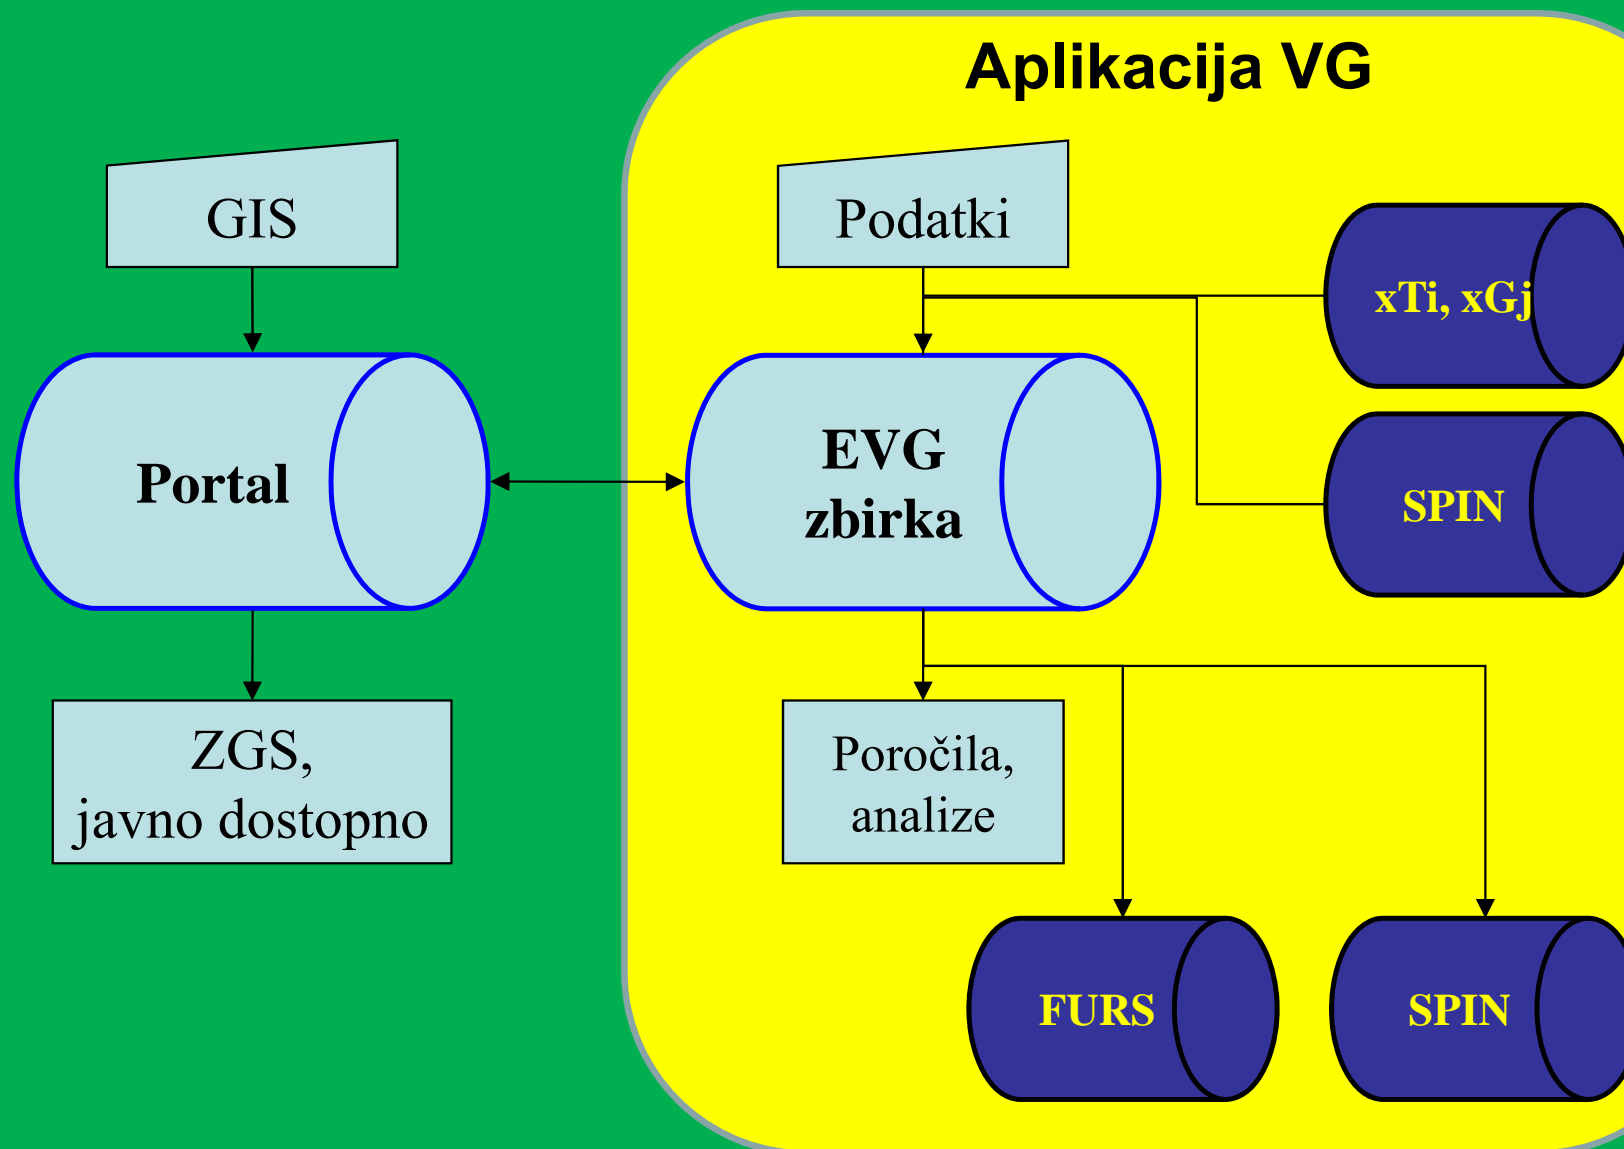 Aplikacija VG
GIS
Podatki
xTi, xGj
Portal
EVG
zbirka
SPIN
ZGS,
javno dostopno
Poročila,
analize
FURS
SPIN